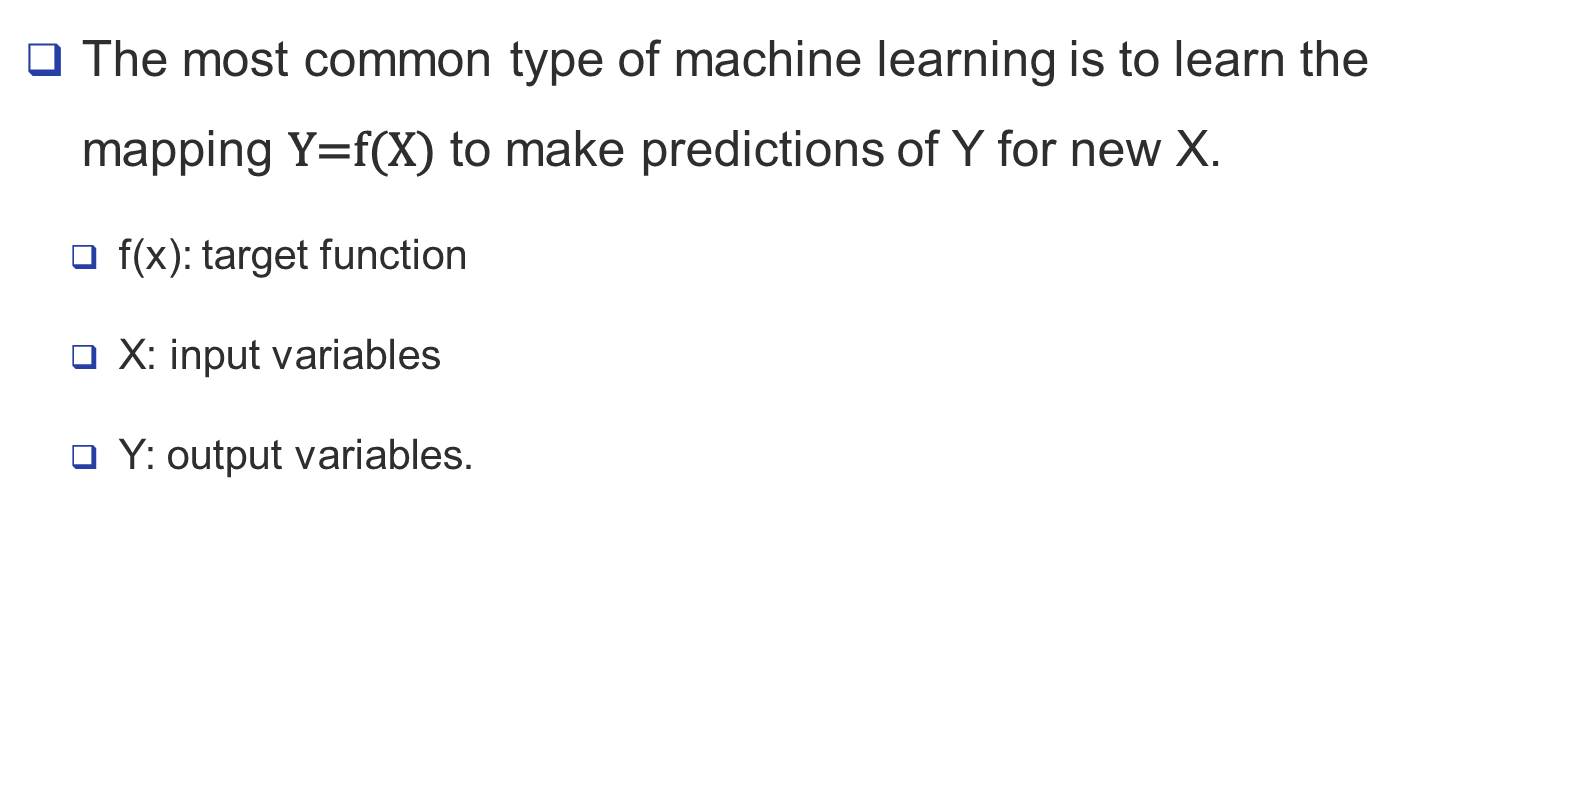 ❑ The most common type of machine learning is to learn the
mapping Y=f(X) to make predictions of Y for new X.
❑ f(x): target function
❑ X: input variables
❑ Y: output variables.